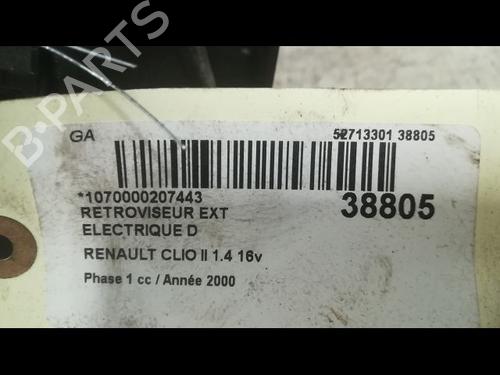 B-PARTS
GA
52713301 38805
*1070000207443
38805
RETROVISEUR EXT
ELECTRIQUE D
RENAULT CLIO II 1.4 16v
Phase 1 cc / Année 2000